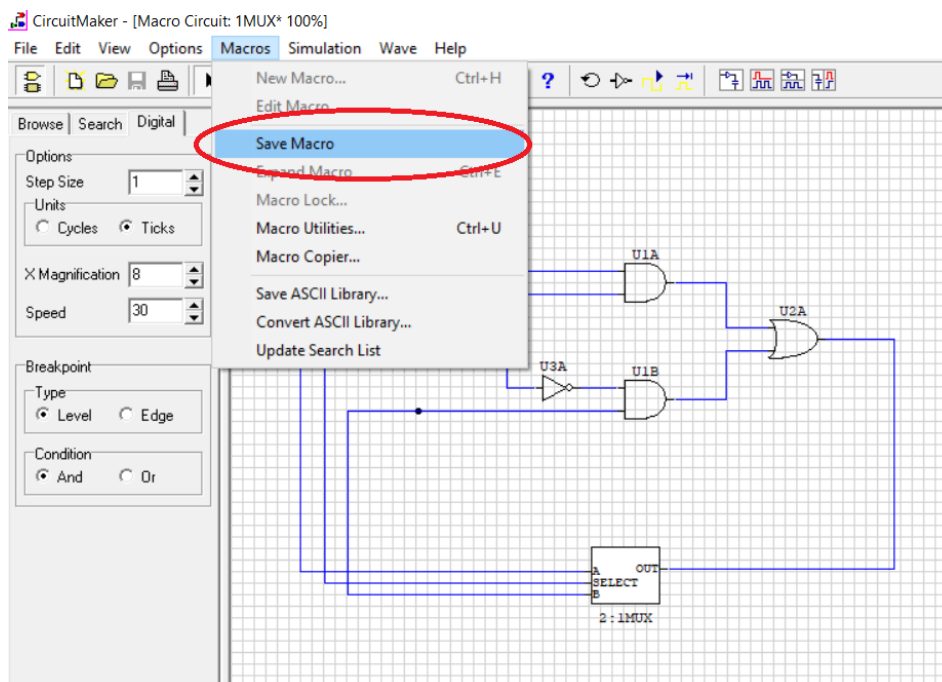 CircuitMaker - [Macro Circuit: 1MUX* 100%]
File Edit View Options Macros Simulation Wave Help
New Macro... Ctrl+H
Edit Macro...
Save Macro
Expand Macro Ctrl+E
Macro Lock...
Macro Utilities... Ctrl+U
Macro Copier...
Save ASCII Library...
Convert ASCII Library...
Update Search List
?
Browse Search Digital
Options
Step Size 1
Units
Cycles Ticks
X Magnification 8
Speed 30
Breakpoint
Type
Level Edge
Condition
And Or
U1A
U2A
U3A
U1B
A OUT
SELECT
B
2:1MUX